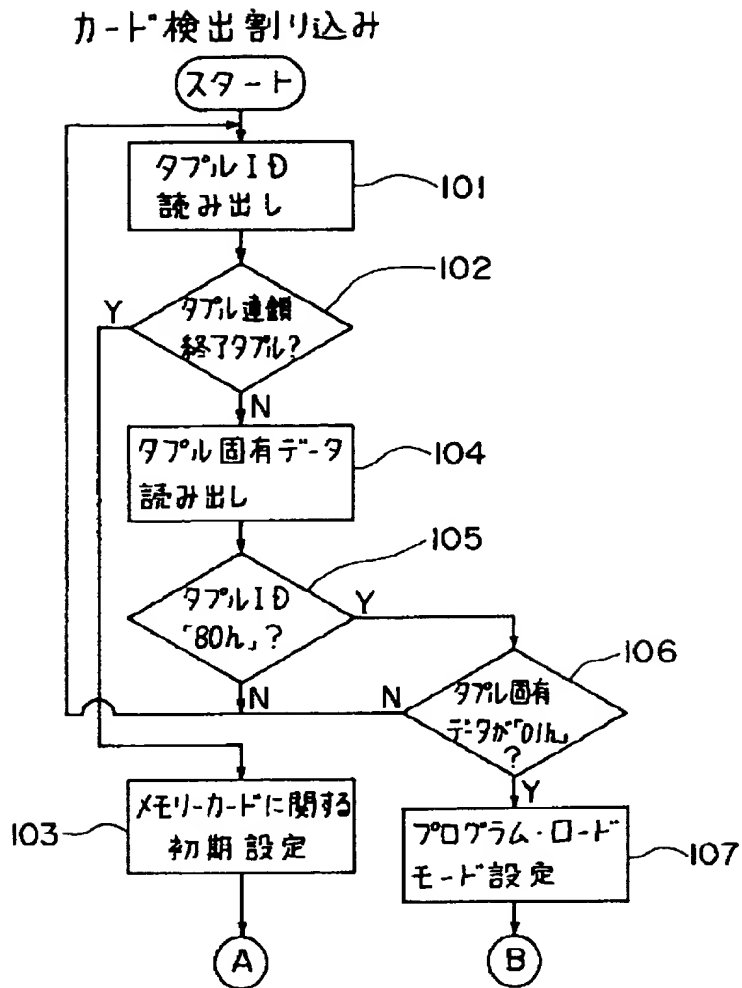 カード検出割り込み
スタート
タプルID
読み出し
101
102
タプル連鎖
終了タプル?
Y
N
タプル固有データ
読み出し
104
105
タプルID
「80h」?
Y
N
106
タプル固有
データが「01h」
?
N
Y
メモリーカードに関する
初期設定
103
プログラム・ロード
モード設定
107
A
B